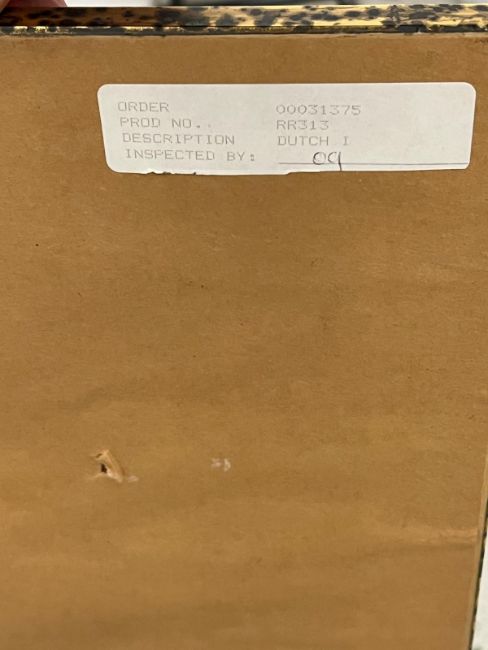 ORDER 00031375
PROD NO.. RR313
DESCRIPTION DUTCH I
INSPECTED BY: 09